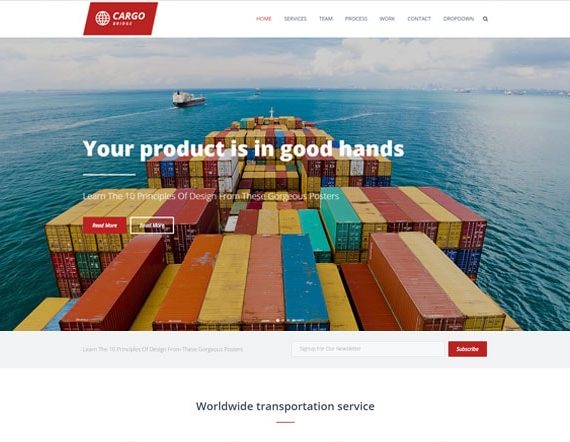 CARGO
BRIDGE
HOME SERVICES TEAM PROCESS WORK CONTACT DROPDOWN
Your product is in good hands
Learn The 10 Principles Of Design From These Gorgeous Posters
Read More Read More
Learn The 10 Principles Of Design From These Gorgeous Posters
Signup For Our Newsletter Subscribe
Worldwide transportation service